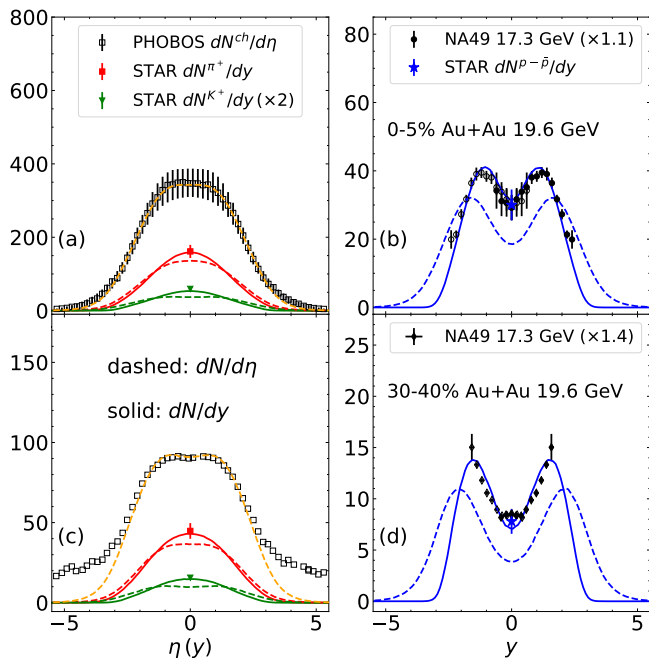 800
600
400
200
0
PHOBOS dN^{ch}/dη
STAR dN^{π^+}/dy
STAR dN^{K^+}/dy (×2)
(a)
80
60
40
20
0
NA49 17.3 GeV (×1.1)
STAR dN^{p−p̄}/dy
0-5% Au+Au 19.6 GeV
(b)
150
100
50
0
dashed: dN/dη
solid: dN/dy
(c)
−5
0
5
η (y)
25
20
15
10
5
0
NA49 17.3 GeV (×1.4)
30-40% Au+Au 19.6 GeV
(d)
−5
0
5
y